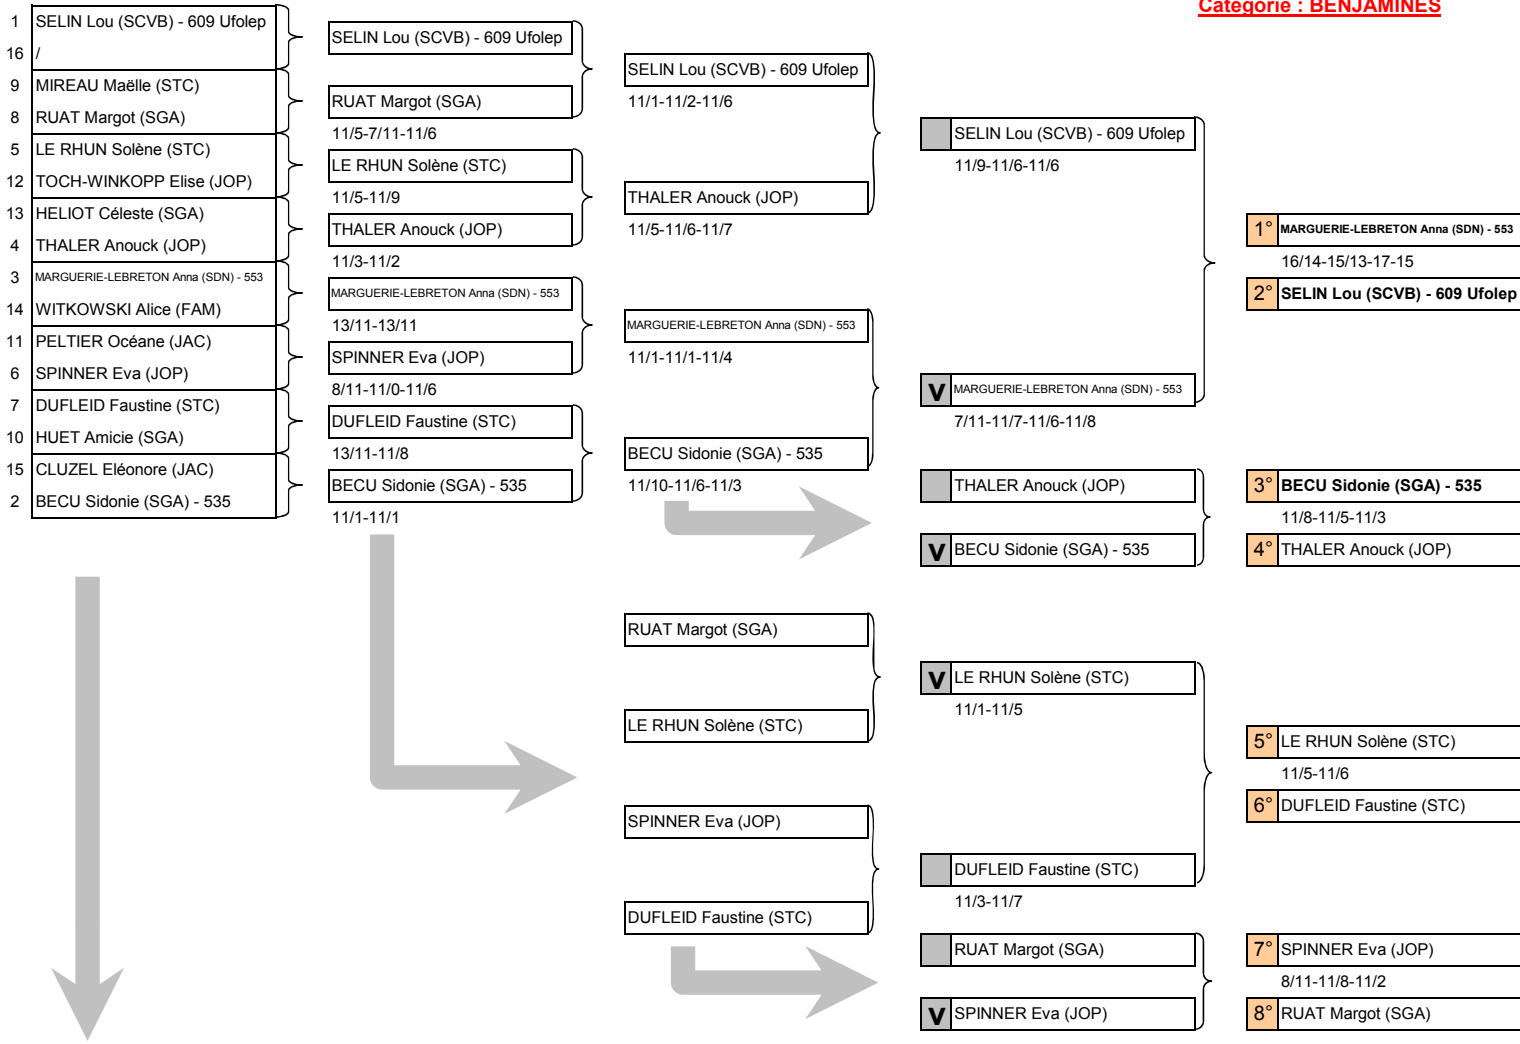 Catégorie : BENJAMINES
1 SELIN Lou (SCVB) - 609 Ufolep
16 /
9 MIREAU Maëlle (STC)
8 RUAT Margot (SGA)
5 LE RHUN Solène (STC)
12 TOCH-WINKOPP Elise (JOP)
13 HELIOT Céleste (SGA)
4 THALER Anouck (JOP)
3 MARGUERIE-LEBRETON Anna (SDN) - 553
14 WITKOWSKI Alice (FAM)
11 PELTIER Océane (JAC)
6 SPINNER Eva (JOP)
7 DUFLEID Faustine (STC)
10 HUET Amicie (SGA)
15 CLUZEL Eléonore (JAC)
2 BECU Sidonie (SGA) - 535
SELIN Lou (SCVB) - 609 Ufolep
RUAT Margot (SGA)
11/5-7/11-11/6
LE RHUN Solène (STC)
11/5-11/9
THALER Anouck (JOP)
11/3-11/2
MARGUERIE-LEBRETON Anna (SDN) - 553
13/11-13/11
SPINNER Eva (JOP)
8/11-11/0-11/6
DUFLEID Faustine (STC)
13/11-11/8
BECU Sidonie (SGA) - 535
11/1-11/1
SELIN Lou (SCVB) - 609 Ufolep
11/1-11/2-11/6
THALER Anouck (JOP)
11/5-11/6-11/7
MARGUERIE-LEBRETON Anna (SDN) - 553
11/1-11/1-11/4
BECU Sidonie (SGA) - 535
11/10-11/6-11/3
RUAT Margot (SGA)
LE RHUN Solène (STC)
SPINNER Eva (JOP)
DUFLEID Faustine (STC)
SELIN Lou (SCVB) - 609 Ufolep
11/9-11/6-11/6
V MARGUERIE-LEBRETON Anna (SDN) - 553
7/11-11/7-11/6-11/8
THALER Anouck (JOP)
V BECU Sidonie (SGA) - 535
V LE RHUN Solène (STC)
11/1-11/5
DUFLEID Faustine (STC)
11/3-11/7
RUAT Margot (SGA)
V SPINNER Eva (JOP)
1° MARGUERIE-LEBRETON Anna (SDN) - 553
16/14-15/13-17-15
2° SELIN Lou (SCVB) - 609 Ufolep
3° BECU Sidonie (SGA) - 535
11/8-11/5-11/3
4° THALER Anouck (JOP)
5° LE RHUN Solène (STC)
11/5-11/6
6° DUFLEID Faustine (STC)
7° SPINNER Eva (JOP)
8/11-11/8-11/2
8° RUAT Margot (SGA)